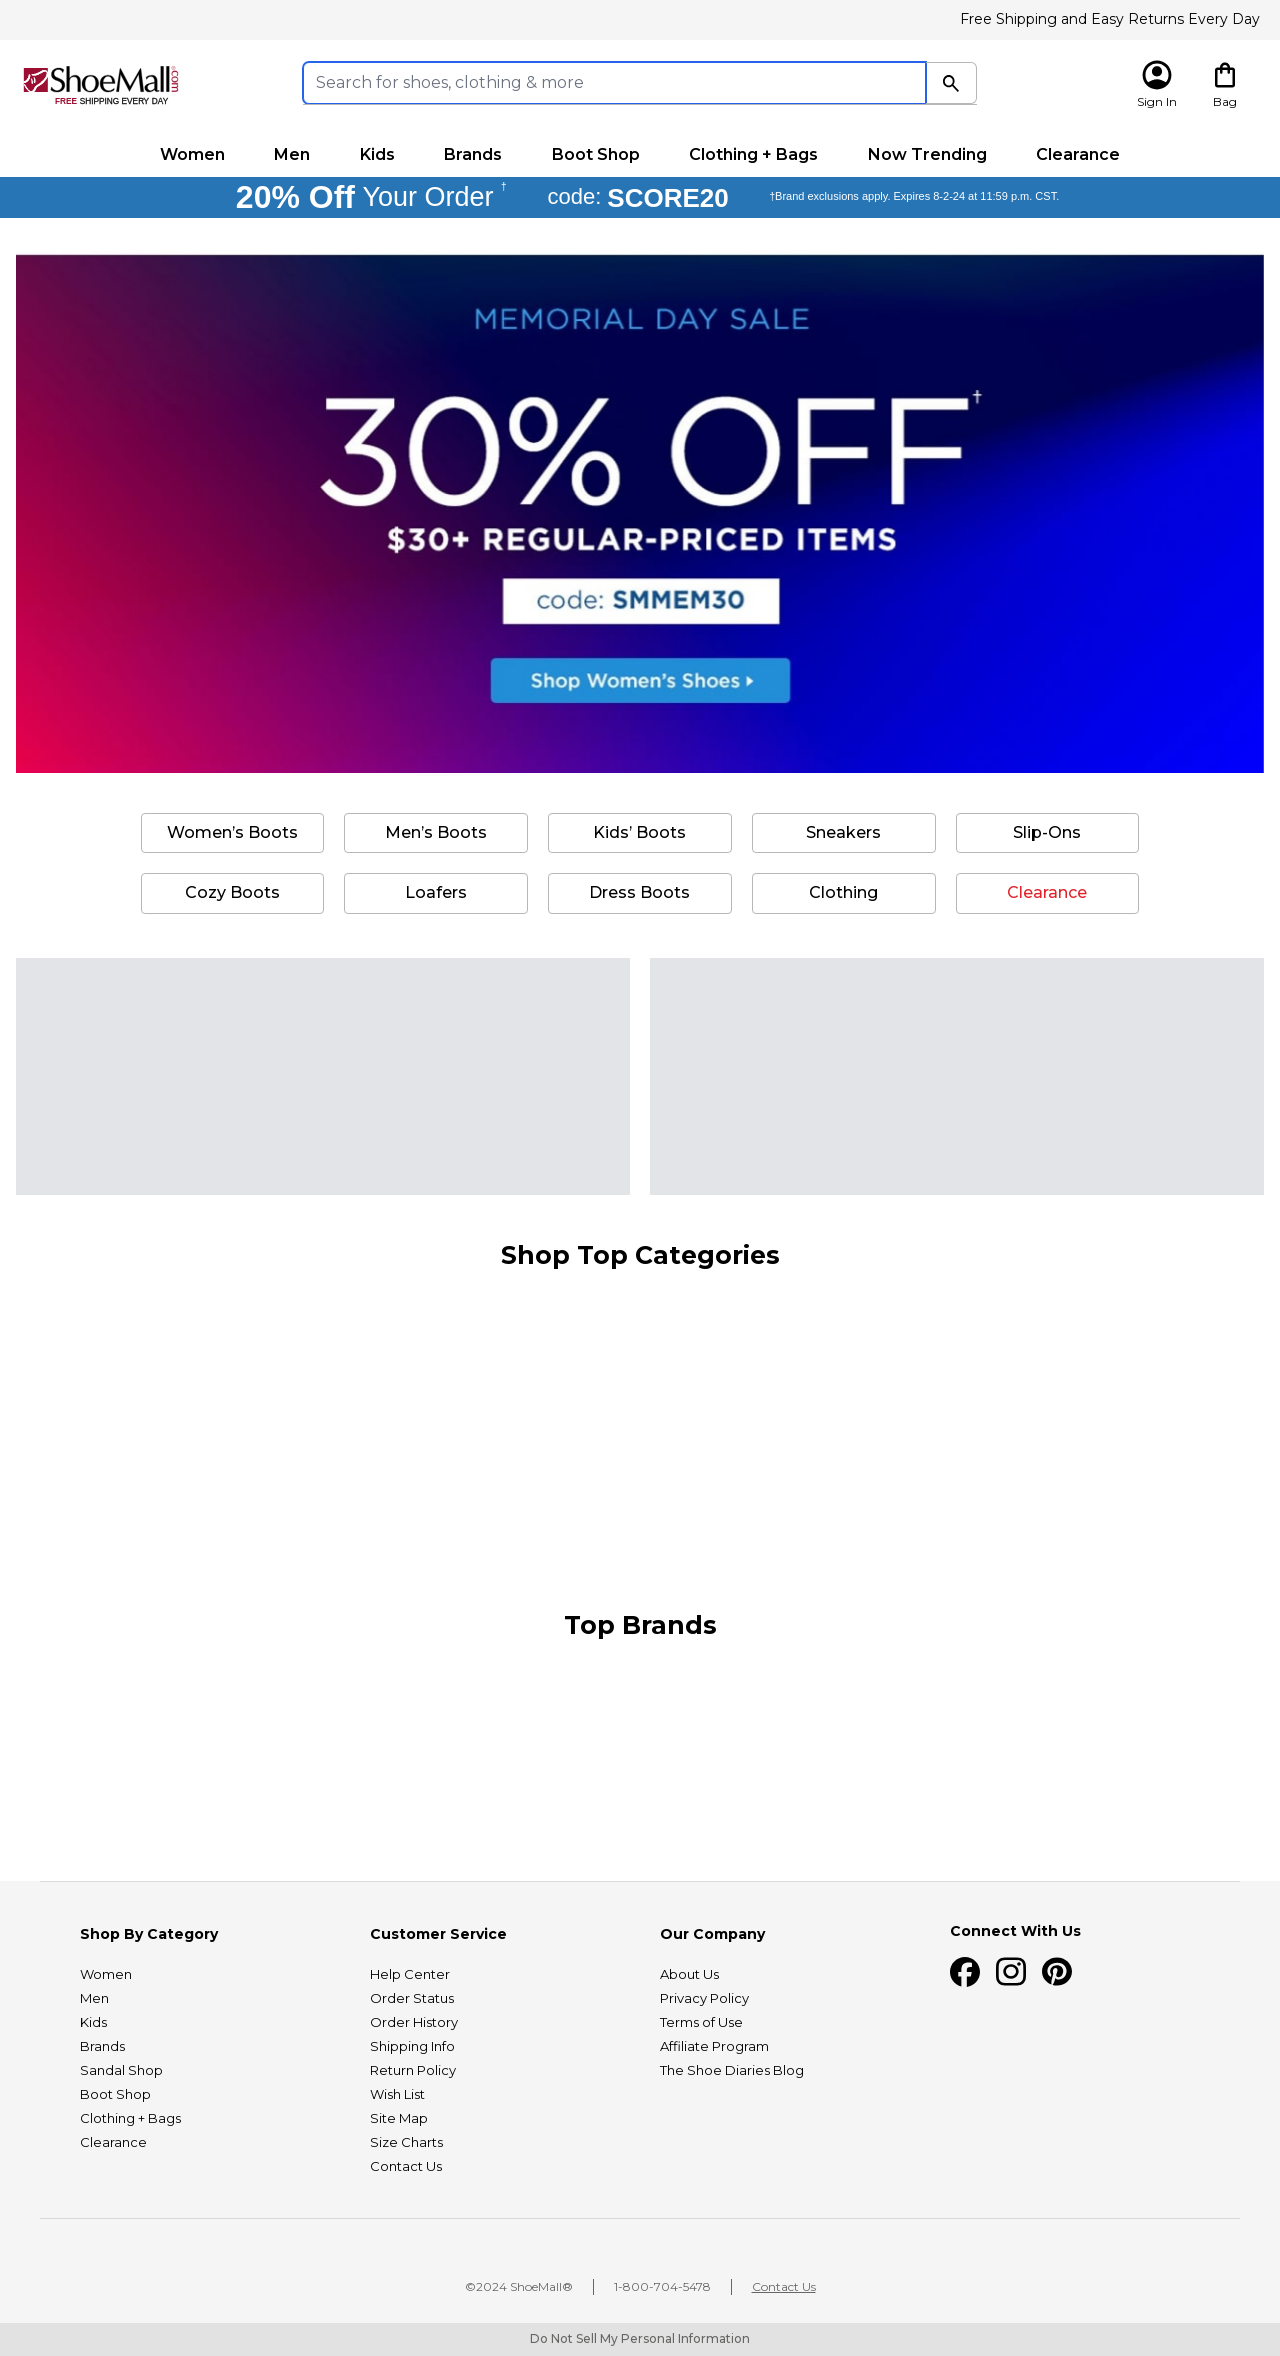 Free Shipping and Easy Returns Every Day
ShoeMall®.com
FREE SHIPPING EVERY DAY
Search for shoes, clothing & more
Sign In
Bag
Women Men Kids Brands Boot Shop Clothing + Bags Now Trending Clearance
20% Off Your Order † code: SCORE20 †Brand exclusions apply. Expires 8-2-24 at 11:59 p.m. CST.
MEMORIAL DAY SALE
30% OFF†
$30+ REGULAR-PRICED ITEMS
code: SMMEM30
Shop Women's Shoes
Women’s Boots Men’s Boots Kids’ Boots Sneakers Slip-Ons
Cozy Boots Loafers Dress Boots Clothing Clearance
Shop Top Categories
Top Brands
Shop By Category
Women
Men
Kids
Brands
Sandal Shop
Boot Shop
Clothing + Bags
Clearance
Customer Service
Help Center
Order Status
Order History
Shipping Info
Return Policy
Wish List
Site Map
Size Charts
Contact Us
Our Company
About Us
Privacy Policy
Terms of Use
Affiliate Program
The Shoe Diaries Blog
Connect With Us
©2024 ShoeMall® 1-800-704-5478 Contact Us
Do Not Sell My Personal Information